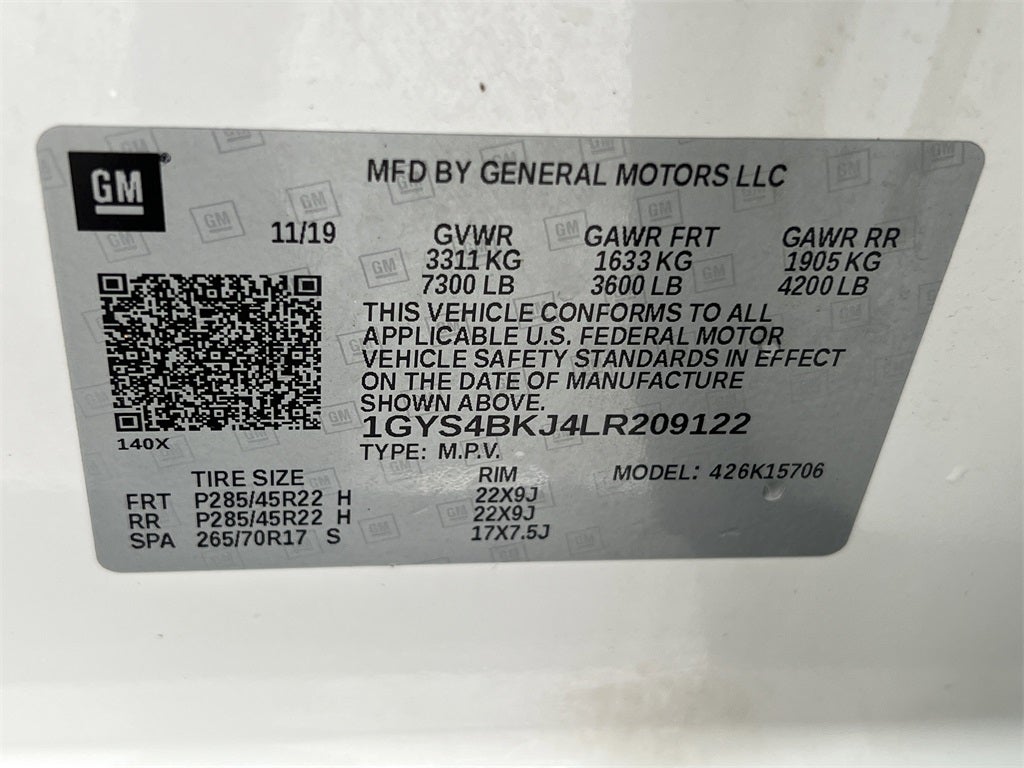 GM
MFD BY GENERAL MOTORS LLC
11/19 GVWR GAWR FRT GAWR RR
3311 KG 1633 KG 1905 KG
7300 LB 3600 LB 4200 LB
THIS VEHICLE CONFORMS TO ALL
APPLICABLE U.S. FEDERAL MOTOR
VEHICLE SAFETY STANDARDS IN EFFECT
ON THE DATE OF MANUFACTURE
SHOWN ABOVE.
1GYS4BKJ4LR209122
140X
TYPE: M.P.V.
TIRE SIZE RIM MODEL: 426K15706
FRT P285/45R22 H 22X9J
RR P285/45R22 H 22X9J
SPA 265/70R17 S 17X7.5J